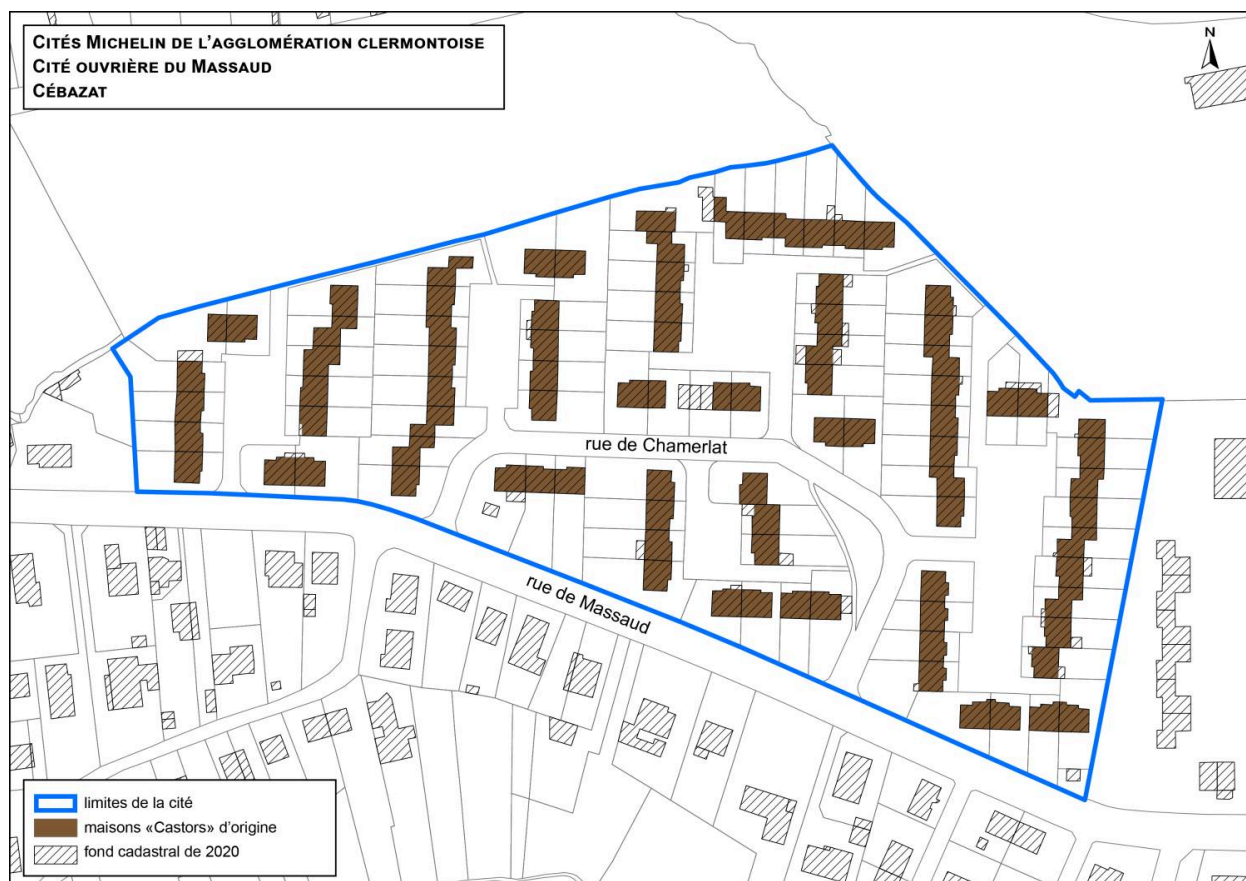 CITÉS MICHELIN DE L'AGGLOMÉRATION CLERMONTOISE
CITÉ OUVRIÈRE DU MASSAUD
CÉBAZAT
N
rue de Chamerlat
rue de Massaud
limites de la cité
maisons «Castors» d'origine
fond cadastral de 2020